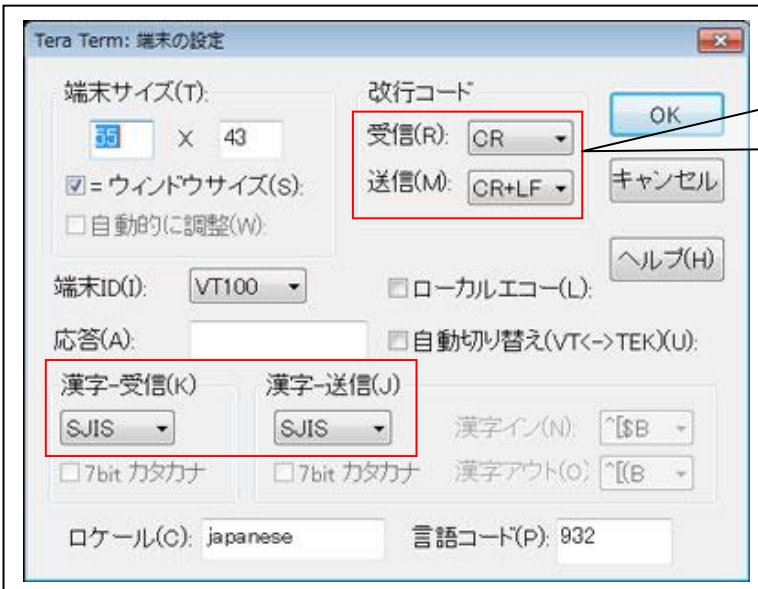 Tera Term: 端末の設定
端末サイズ(T):
55 X 43
=ウィンドウサイズ(S):
自動的に調整(W):
改行コード
受信(R): CR
送信(M): CR+LF
OK
キャンセル
ヘルプ(H)
端末ID(I): VT100
ローカルエコー(L):
応答(A):
自動切り替え(VT<->TEK)(U):
漢字-受信(K)
SJIS
7bit カタカナ
漢字-送信(J)
SJIS
7bit カタカナ
漢字イン(N): ^[$B
漢字アウト(O) ^[(B
ロケール(C): japanese
言語コード(P): 932